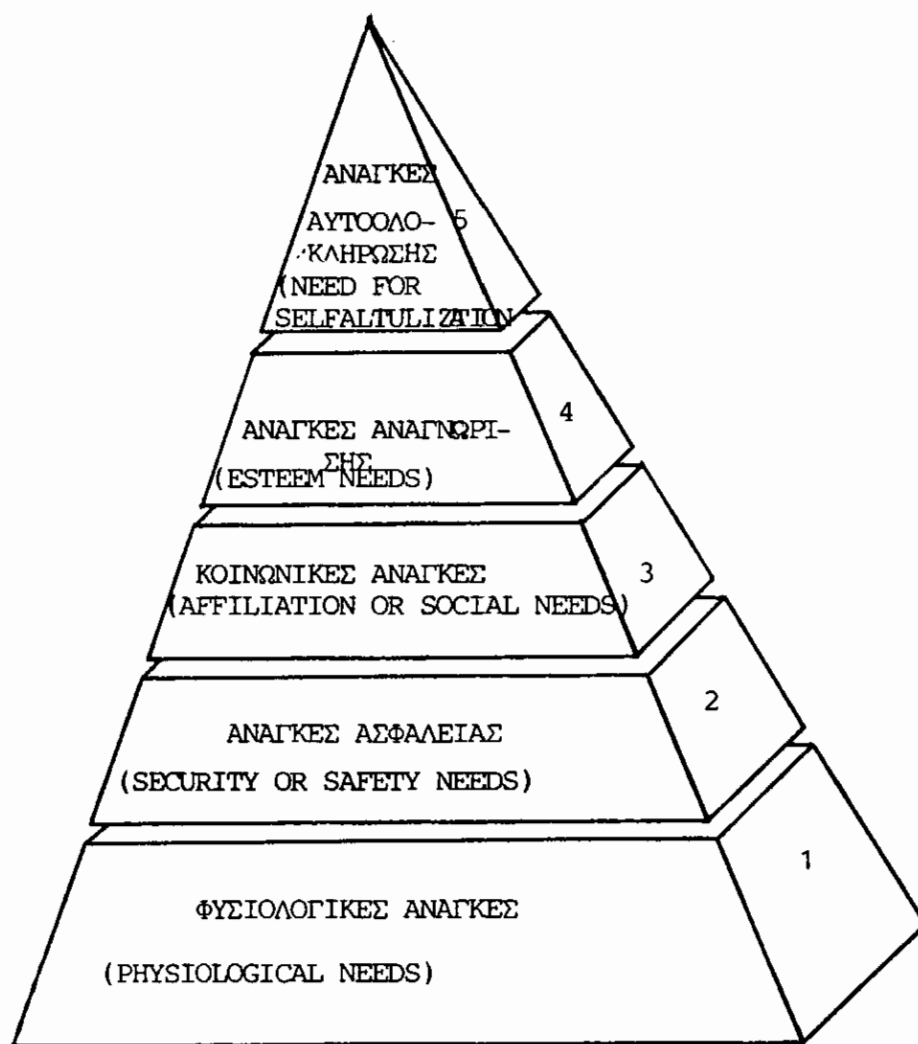 ΑΝΑΓΚΕΣ
ΑΥΤΟΟΛΟ-
ΚΛΗΡΩΣΗΣ
(NEED FOR
SELFALTULIZATION
5
ΑΝΑΓΚΕΣ ΑΝΑΓΝΩΡΙ-
ΣΗΣ
(ESTEEM NEEDS)
4
ΚΟΙΝΩΝΙΚΕΣ ΑΝΑΓΚΕΣ
(AFFILIATION OR SOCIAL NEEDS)
3
ΑΝΑΓΚΕΣ ΑΣΦΑΛΕΙΑΣ
(SECURITY OR SAFETY NEEDS)
2
ΦΥΣΙΟΛΟΓΙΚΕΣ ΑΝΑΓΚΕΣ
(PHYSIOLOGICAL NEEDS)
1